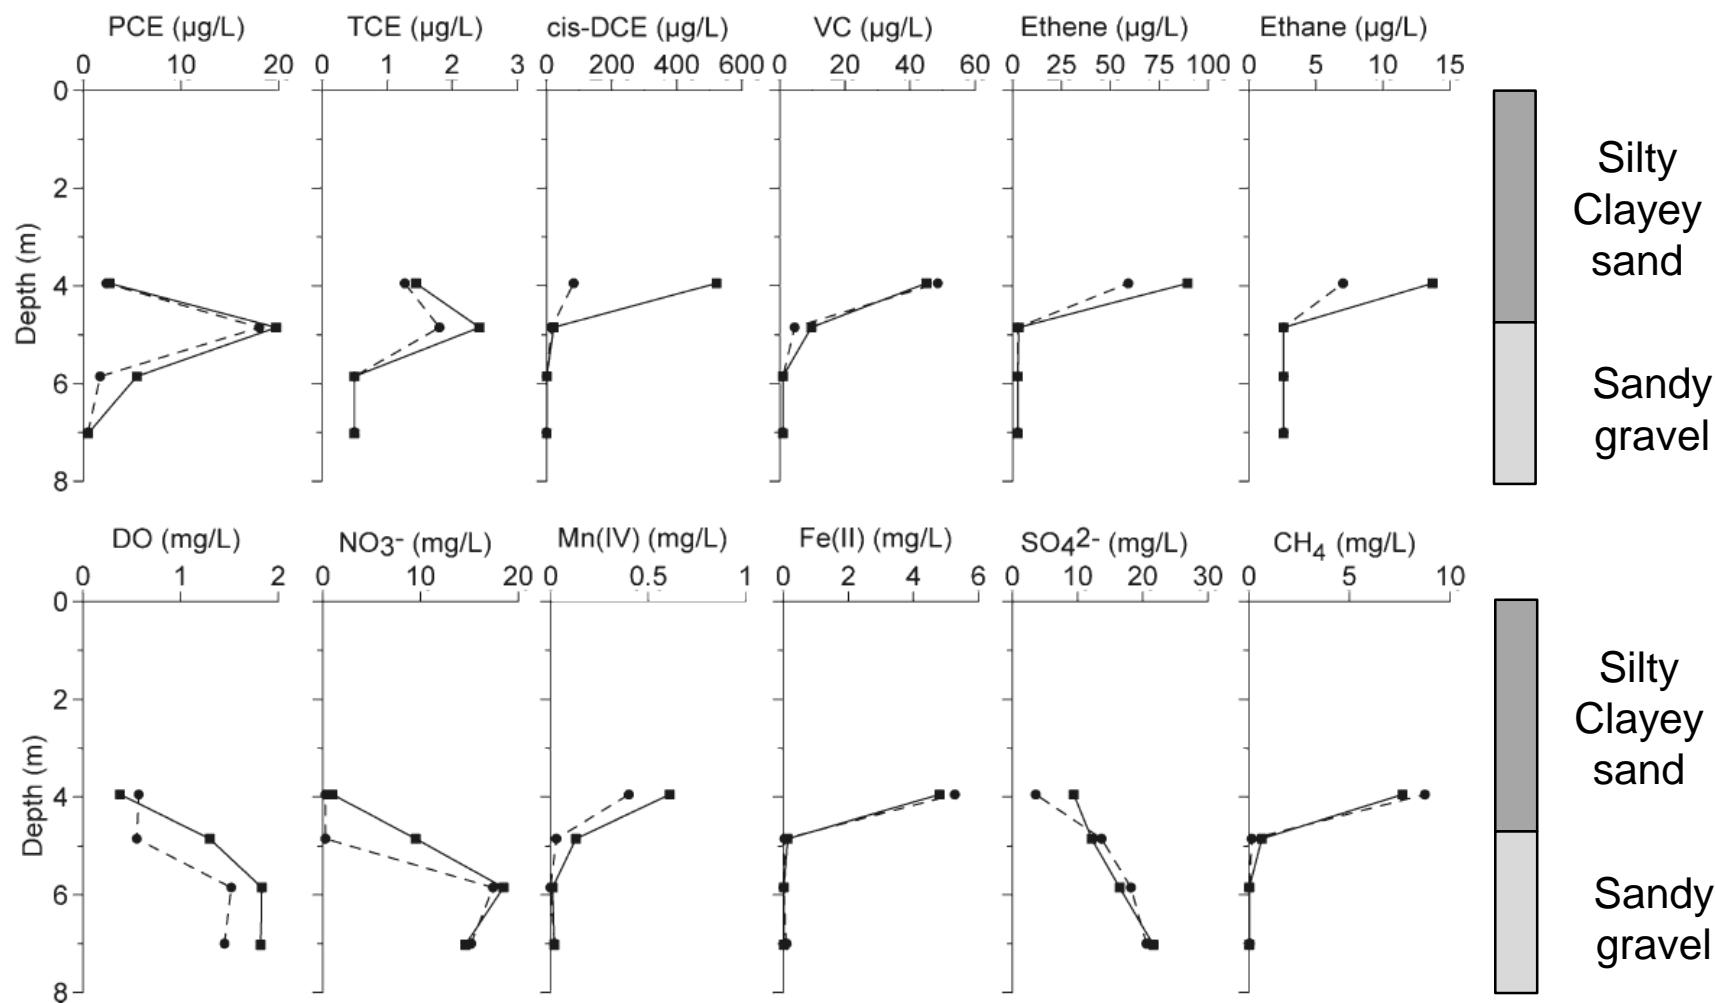 PCE (µg/L) TCE (µg/L) cis-DCE (µg/L) VC (µg/L) Ethene (µg/L) Ethane (µg/L)
0 10 20 0 1 2 3 0 200 400 600 0 20 40 60 0 25 50 75 100 0 5 10 15
0
2
4
6
8
Depth (m)
Silty
Clayey
sand
Sandy
gravel
DO (mg/L) NO3- (mg/L) Mn(IV) (mg/L) Fe(II) (mg/L) SO42- (mg/L) CH4 (mg/L)
0 1 2 0 10 20 0 0.5 1 0 2 4 6 0 10 20 30 0 5 10
0
2
4
6
8
Depth (m)
Silty
Clayey
sand
Sandy
gravel